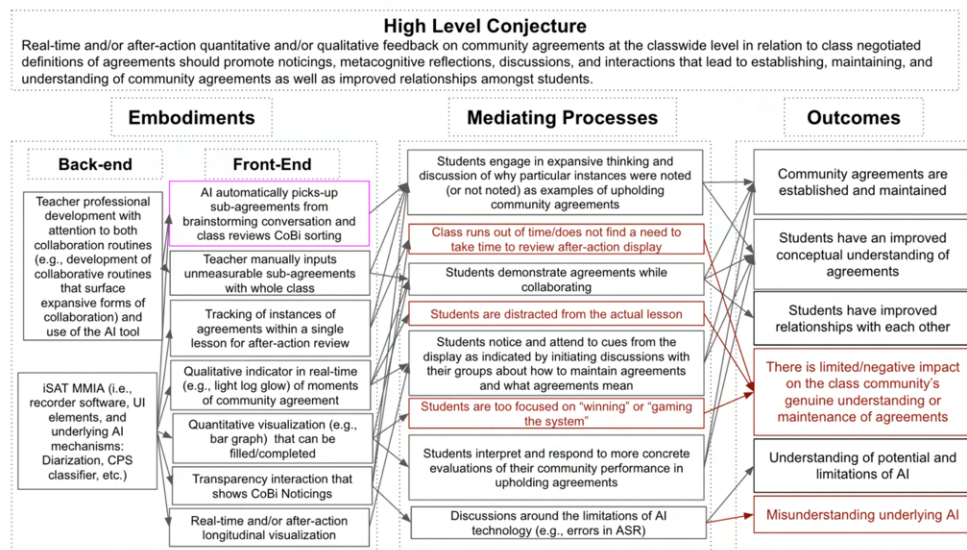 High Level Conjecture
Real-time and/or after-action quantitative and/or qualitative feedback on community agreements at the classwide level in relation to class negotiated
definitions of agreements should promote noticings, metacognitive reflections, discussions, and interactions that lead to establishing, maintaining, and
understanding of community agreements as well as improved relationships amongst students.
Embodiments
Back-end
Teacher professional
development with
attention to both
collaboration routines
(e.g., development of
collaborative routines
that surface
expansive forms of
collaboration) and
use of the AI tool
iSAT MMIA (i.e.,
recorder software, UI
elements, and
underlying AI
mechanisms:
Diarization, CPS
classifier, etc.)
Front-End
AI automatically picks-up
sub-agreements from
brainstorming conversation and
class reviews CoBi sorting
Teacher manually inputs
unmeasurable sub-agreements
with whole class
Tracking of instances of
agreements within a single
lesson for after-action review
Qualitative indicator in real-time
(e.g., light log glow) of moments
of community agreement
Quantitative visualization (e.g.,
bar graph) that can be
filled/completed
Transparency interaction that
shows CoBi Noticings
Real-time and/or after-action
longitudinal visualization
Mediating Processes
Students engage in expansive thinking and
discussion of why particular instances were noted
(or not noted) as examples of upholding
community agreements
Class runs out of time/does not find a need to
take time to review after-action display
Students demonstrate agreements while
collaborating
Students are distracted from the actual lesson
Students notice and attend to cues from the
display as indicated by initiating discussions with
their groups about how to maintain agreements
and what agreements mean
Students are too focused on “winning” or “gaming
the system”
Students interpret and respond to more concrete
evaluations of their community performance in
upholding agreements
Discussions around the limitations of AI
technology (e.g., errors in ASR)
Outcomes
Community agreements
are established and
maintained
Students have an improved
conceptual understanding of
agreements
Students have improved
relationships with each other
There is limited/negative impact
on the class community’s
genuine understanding or
maintenance of agreements
Understanding of potential and
limitations of AI
Misunderstanding underlying AI